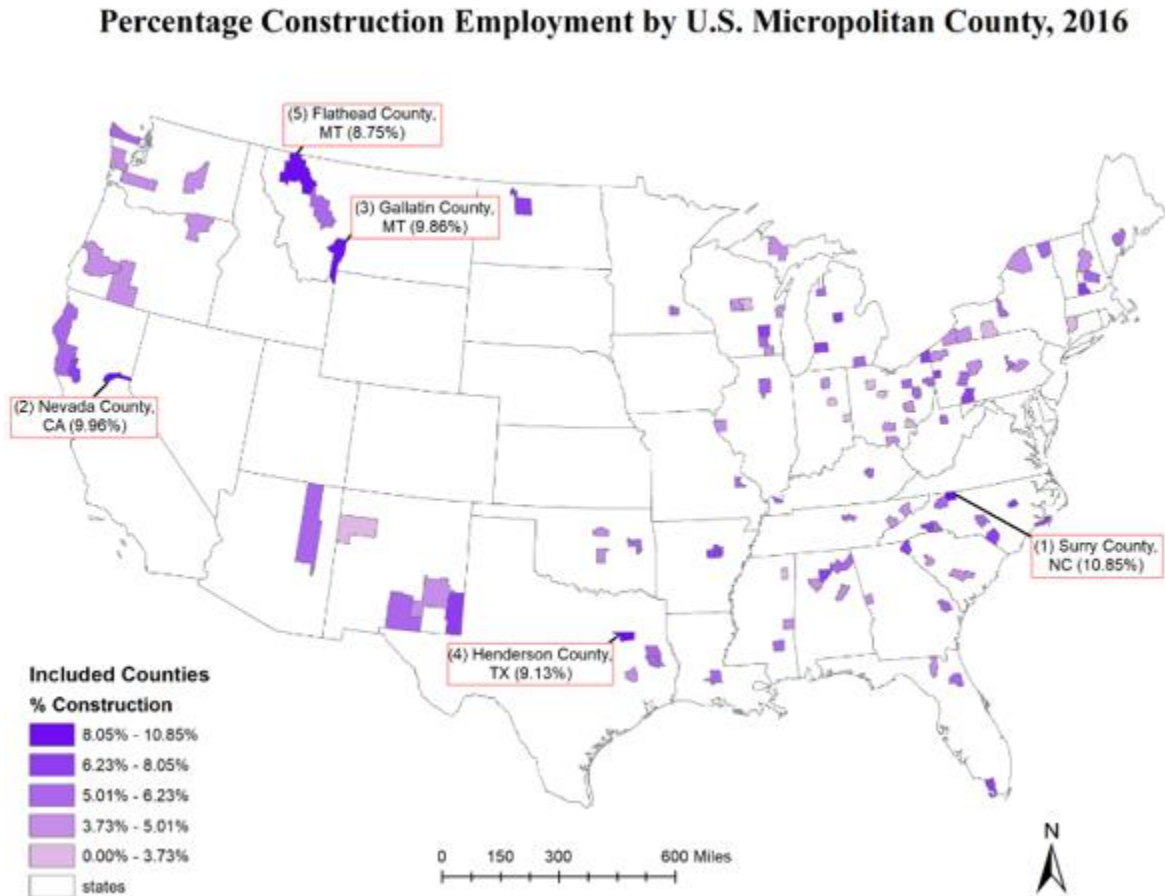 Percentage Construction Employment by U.S. Micropolitan County, 2016
(5) Flathead County,
MT (8.75%)
(3) Gallatin County,
MT (9.86%)
(2) Nevada County,
CA (9.96%)
(1) Surry County,
NC (10.85%)
(4) Henderson County,
TX (9.13%)
Included Counties
% Construction
8.05% - 10.85%
6.23% - 8.05%
5.01% - 6.23%
3.73% - 5.01%
0.00% - 3.73%
states
0 150 300 600 Miles
N